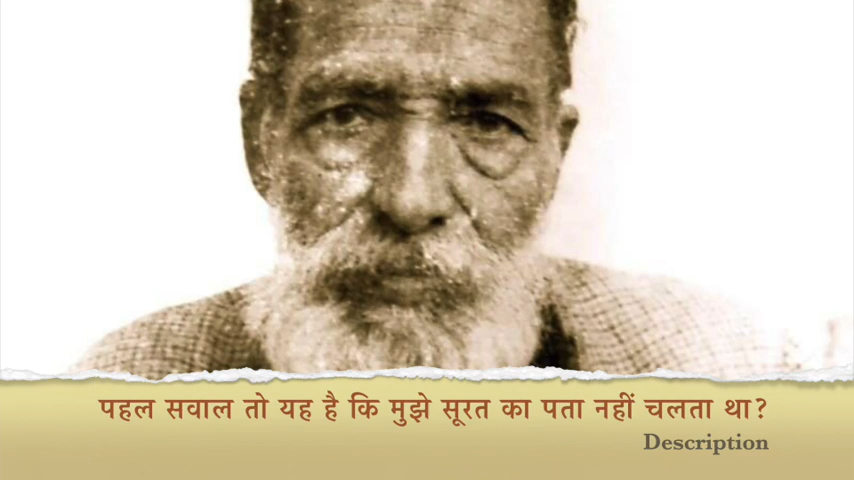 पहल सवाल तो यह है कि मुझे सूरत का पता नहीं चलता था?
Description